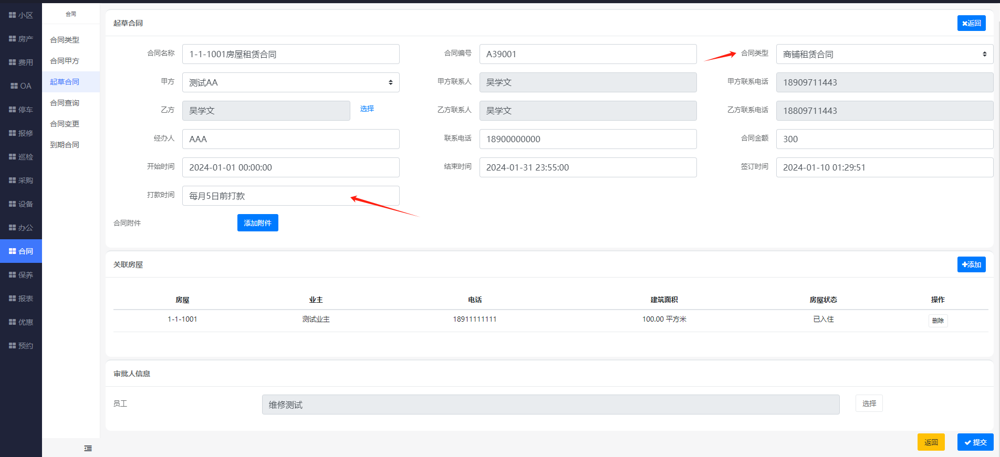 小区
房产
费用
OA
停车
报修
巡检
采购
设备
办公
合同
保养
报表
优惠
预约
合同
合同类型
合同甲方
起草合同
合同查询
合同变更
到期合同
起草合同 返回
合同名称 1-1-1001房屋租赁合同 合同编号 A39001 合同类型 商铺租赁合同
甲方 测试AA 甲方联系人 吴学文 甲方联系电话 18909711443
乙方 吴学文 选择 乙方联系人 吴学文 乙方联系电话 18809711443
经办人 AAA 联系电话 18900000000 合同金额 300
开始时间 2024-01-01 00:00:00 结束时间 2024-01-31 23:55:00 签订时间 2024-01-10 01:29:51
打款时间 每月5日前打款
合同附件 添加附件
关联房屋 添加
房屋 业主 电话 建筑面积 房屋状态 操作
1-1-1001 测试业主 18911111111 100.00 平方米 已入住 删除
审批人信息
员工 维修测试 选择
返回 提交